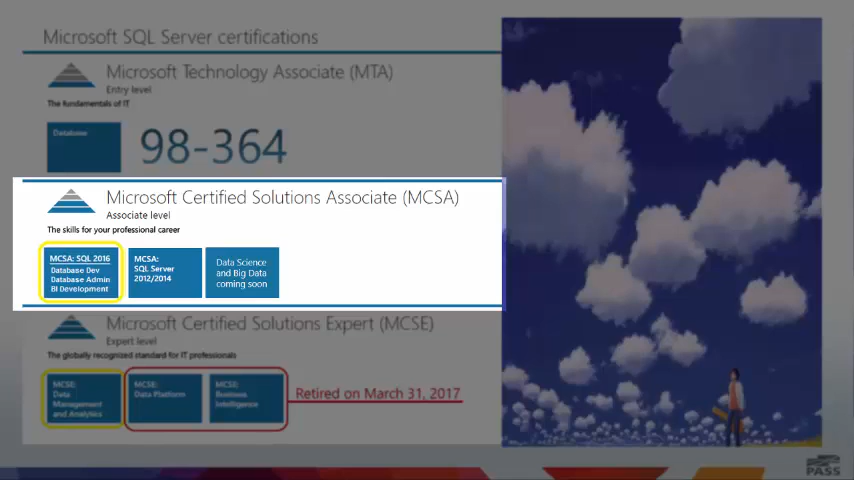 Microsoft SQL Server certifications
Microsoft Technology Associate (MTA)
Entry level
The fundamentals of IT
Database
98-364
Microsoft Certified Solutions Associate (MCSA)
Associate level
The skills for your professional career
MCSA: SQL 2016
Database Dev
Database Admin
BI Development
MCSA:
SQL Server
2012/2014
Data Science
and Big Data
coming soon
Microsoft Certified Solutions Expert (MCSE)
Expert level
The globally recognized standard for IT professionals
MCSE:
Data
Management
and Analytics
MCSE:
Data Platform
MCSE:
Business
Intelligence
Retired on March 31, 2017
PASS